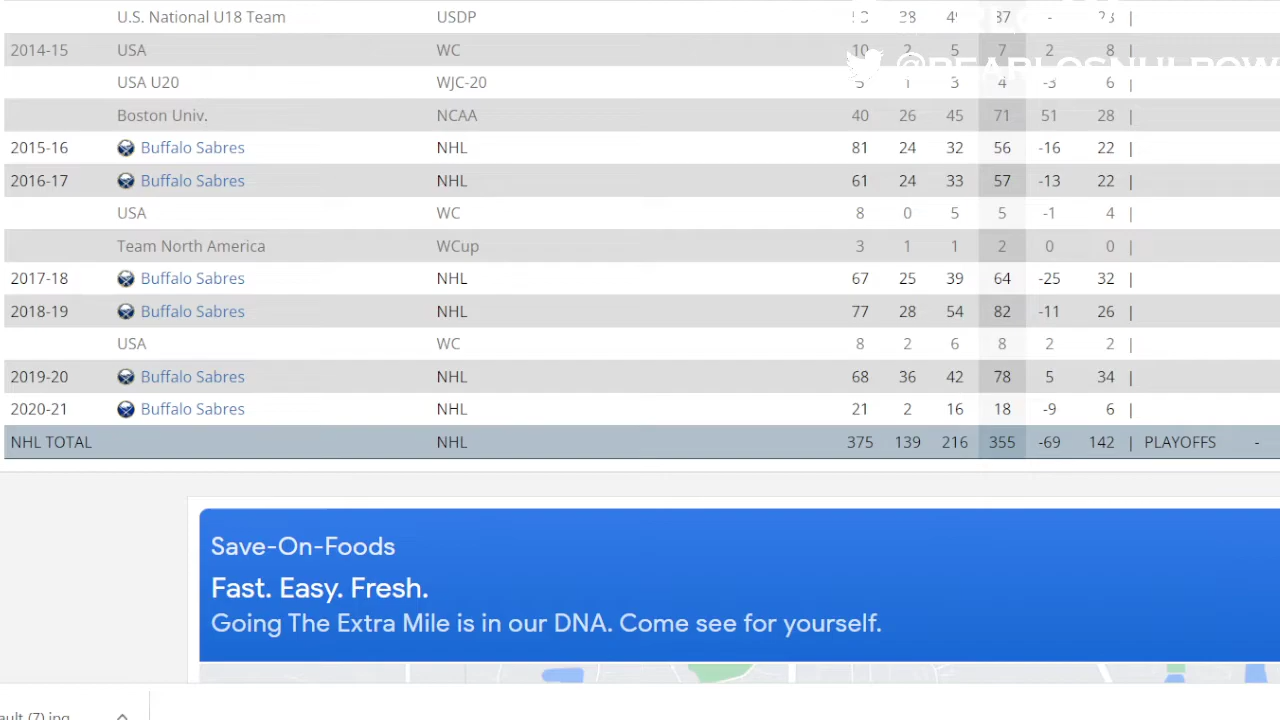 U.S. National U18 Team USDP 38 37 - 23 |
2014-15 USA WC 10 2 5 7 2 8 |
USA U20 WJC-20 5 1 3 4 -3 6 |
Boston Univ. NCAA 40 26 45 71 51 28 |
2015-16 Buffalo Sabres NHL 81 24 32 56 -16 22 |
2016-17 Buffalo Sabres NHL 61 24 33 57 -13 22 |
USA WC 8 0 5 5 -1 4 |
Team North America WCup 3 1 1 2 0 0 |
2017-18 Buffalo Sabres NHL 67 25 39 64 -25 32 |
2018-19 Buffalo Sabres NHL 77 28 54 82 -11 26 |
USA WC 8 2 6 8 2 2 |
2019-20 Buffalo Sabres NHL 68 36 42 78 5 34 |
2020-21 Buffalo Sabres NHL 21 2 16 18 -9 6 |
NHL TOTAL NHL 375 139 216 355 -69 142 | PLAYOFFS -
Save-On-Foods
Fast. Easy. Fresh.
Going The Extra Mile is in our DNA. Come see for yourself.